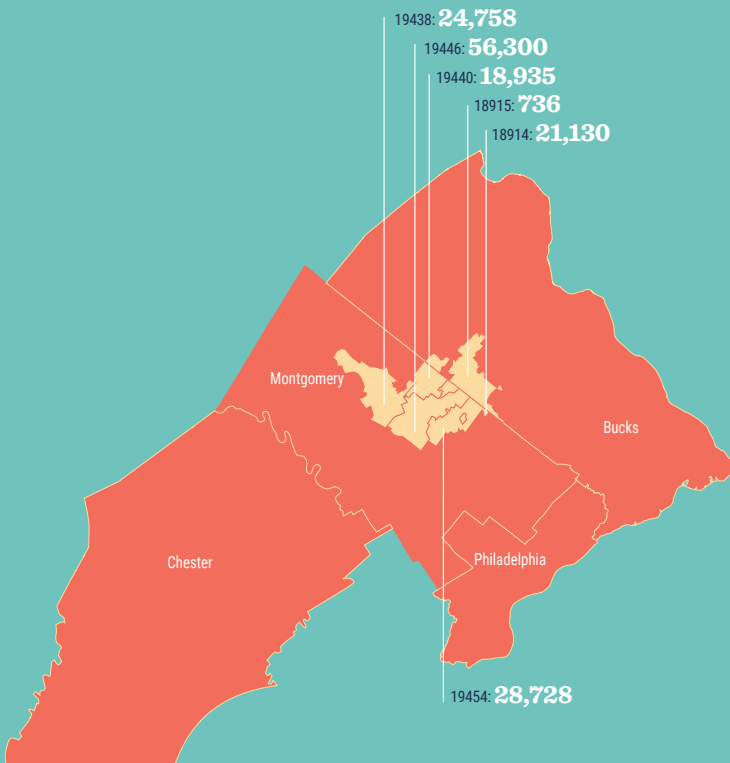 19438: 24,758
19446: 56,300
19440: 18,935
18915: 736
18914: 21,130
Montgomery
Bucks
Chester
Philadelphia
19454: 28,728